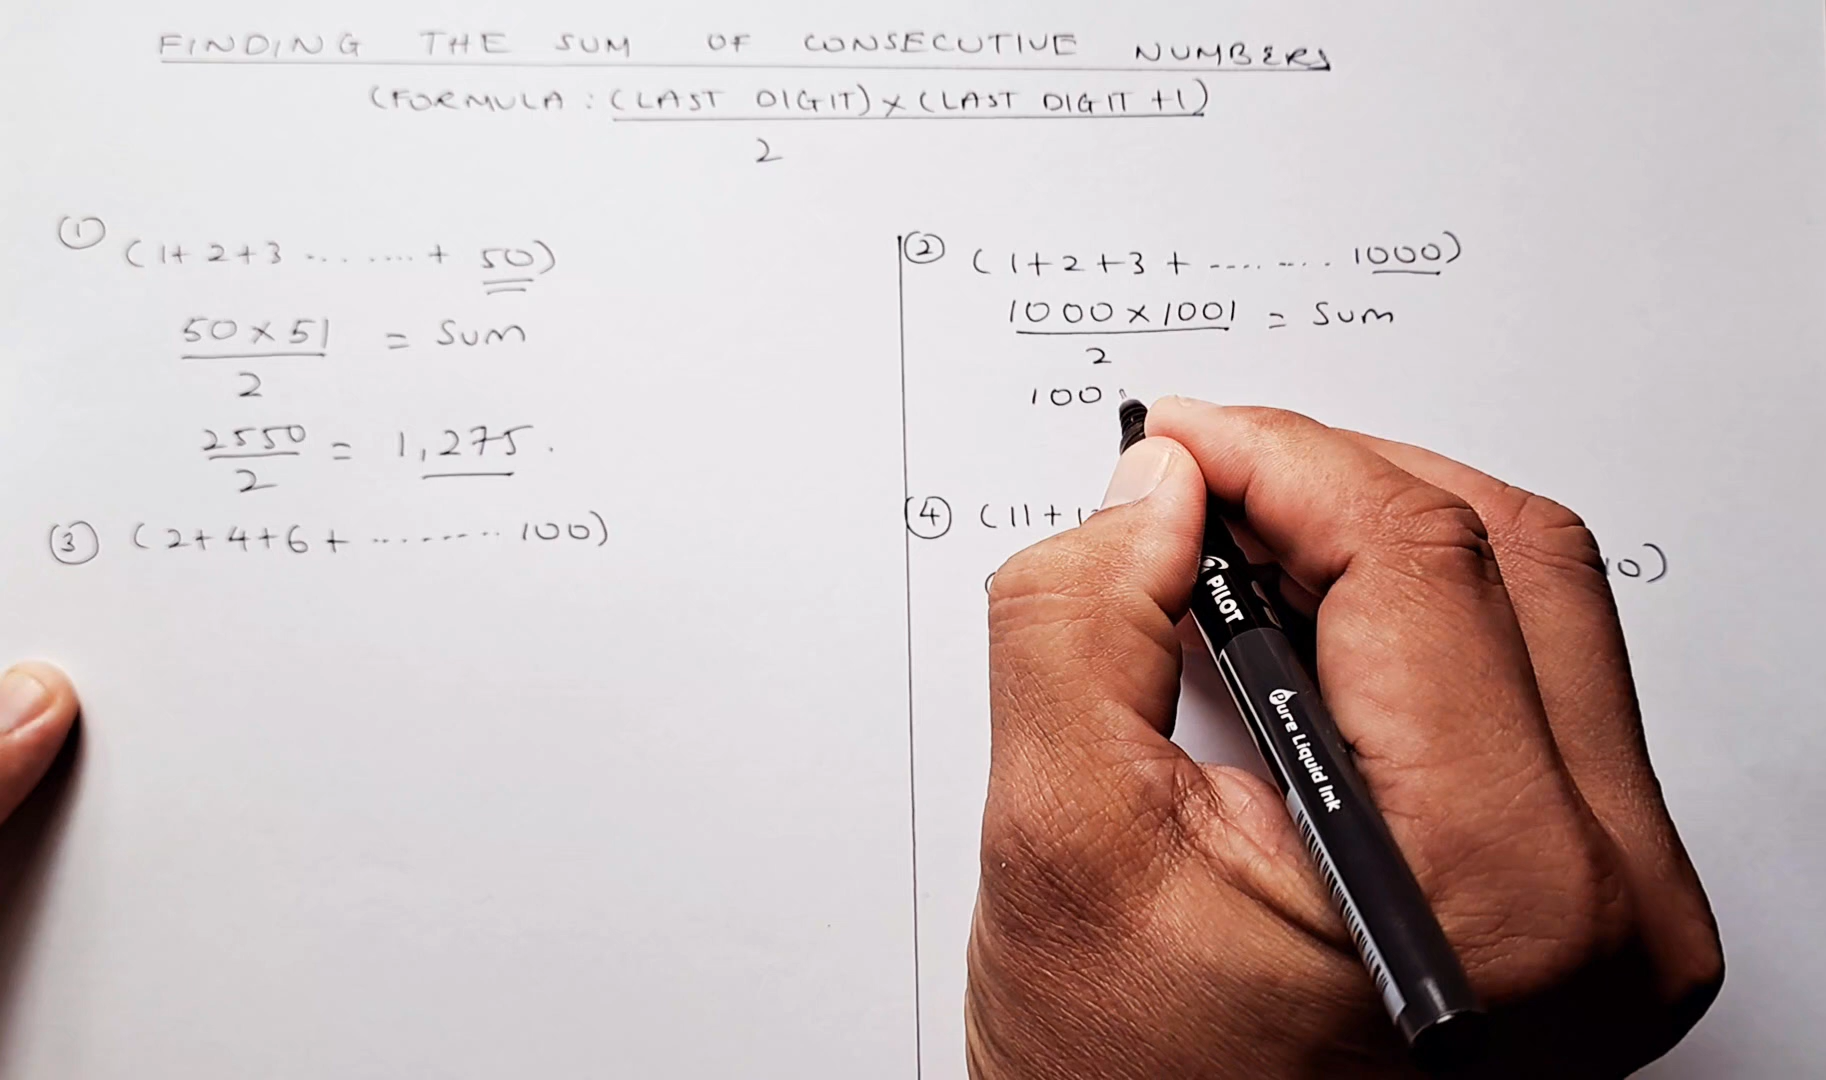 FINDING THE SUM OF CONSECUTIVE NUMBERS
(FORMULA : (LAST DIGIT) x (LAST DIGIT +1)
2
① (1+2+3 ........ + 50)
50 x 51 = Sum
2
2550 = 1,275.
2
③ (2+4+6+ ........ 100)
② (1+2+3+ ........ 1000)
1000 x 1001 = Sum
2
100
④ (11+
10)
PILOT
Pure Liquid Ink